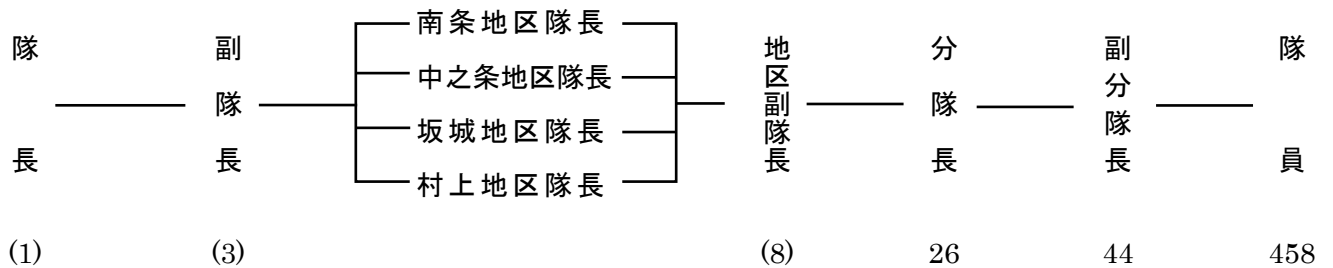 隊長
副隊長
南条地区隊長
中之条地区隊長
坂城地区隊長
村上地区隊長
地区副隊長
分隊長
副分隊長
隊員
(1) (3) (8) 26 44 458